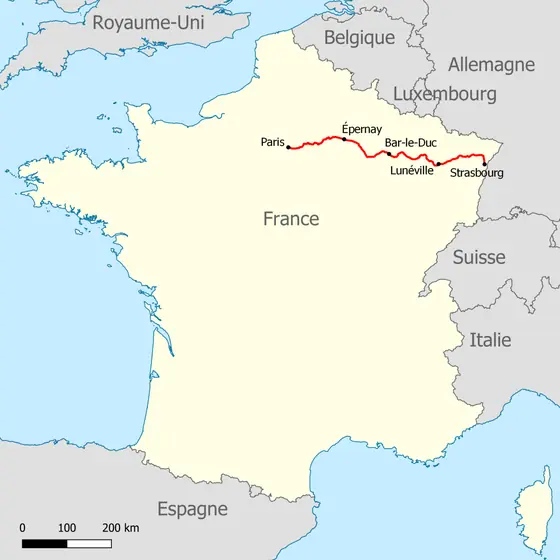 Royaume-Uni
Belgique
Allemagne
Luxembourg
Épernay
Paris
Bar-le-Duc
Lunéville
Strasbourg
France
Suisse
Italie
Espagne
0 100 200 km